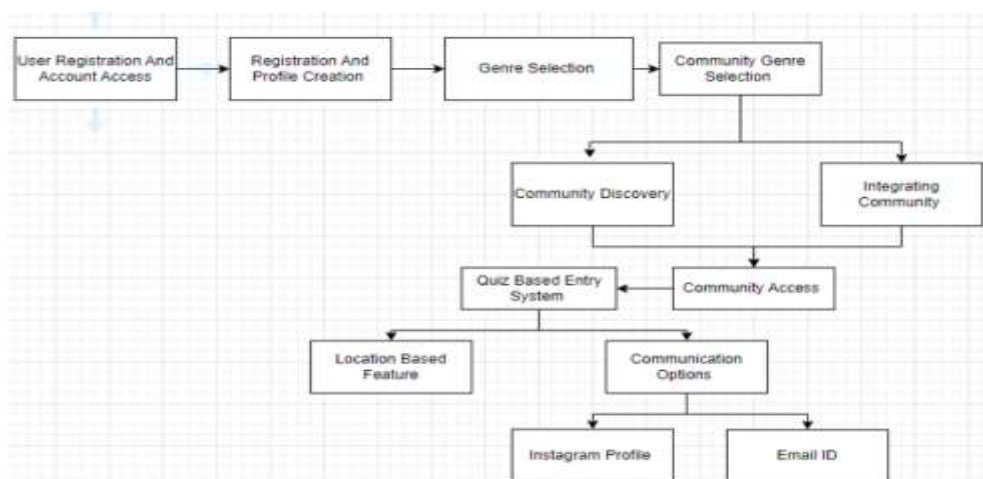 User Registration And
Account Access
Registration And
Profile Creation
Genre Selection
Community Genre
Selection
Community Discovery
Integrating
Community
Quiz Based Entry
System
Community Access
Location Based
Feature
Communication
Options
Instagram Profile
Email ID